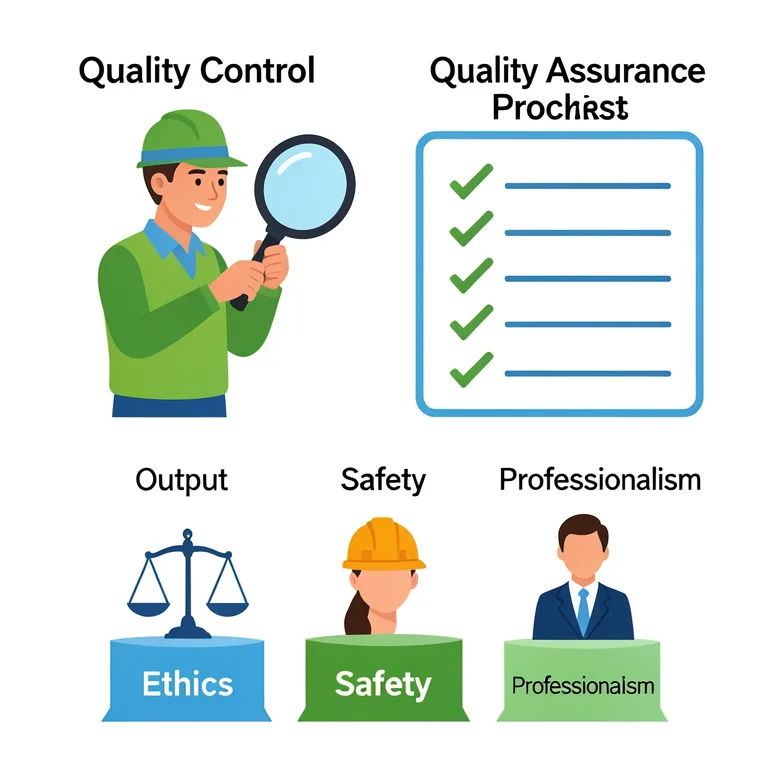 Quality Control
Quality Assurance
Output
Safety
Professionalism
Ethics
Safety
Professionalism